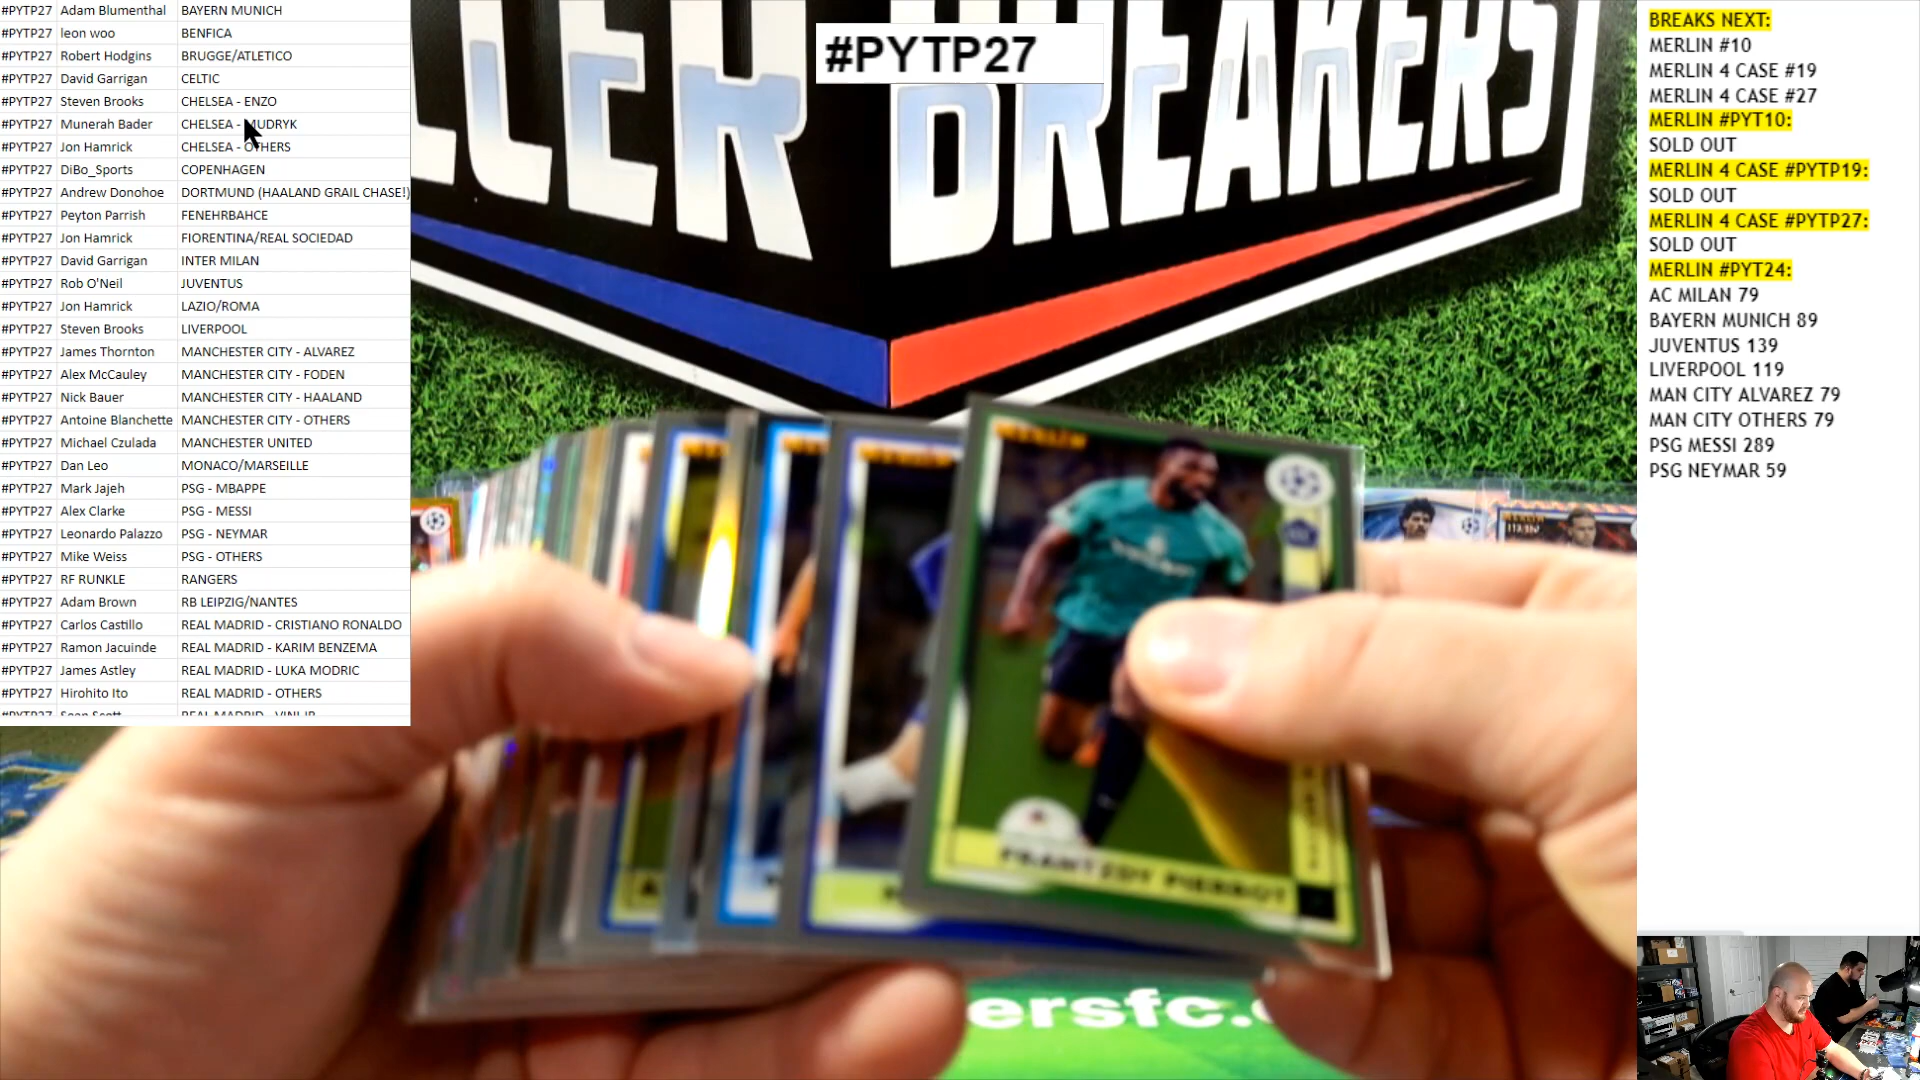 #PYTP27 Adam Blumenthal BAYERN MUNICH
#PYTP27 leon woo BENFICA
#PYTP27 Robert Hodgins BRUGGE/ATLETICO
#PYTP27 David Garrigan CELTIC
#PYTP27 Steven Brooks CHELSEA - ENZO
#PYTP27 Munerah Bader CHELSEA - MUDRYK
#PYTP27 Jon Hamrick CHELSEA - OTHERS
#PYTP27 DiBo_Sports COPENHAGEN
#PYTP27 Andrew Donohoe DORTMUND (HAALAND GRAIL CHASE!)
#PYTP27 Peyton Parrish FENEHRBAHCE
#PYTP27 Jon Hamrick FIORENTINA/REAL SOCIEDAD
#PYTP27 David Garrigan INTER MILAN
#PYTP27 Rob O'Neil JUVENTUS
#PYTP27 Jon Hamrick LAZIO/ROMA
#PYTP27 Steven Brooks LIVERPOOL
#PYTP27 James Thornton MANCHESTER CITY - ALVAREZ
#PYTP27 Alex McCauley MANCHESTER CITY - FODEN
#PYTP27 Nick Bauer MANCHESTER CITY - HAALAND
#PYTP27 Antoine Blanchette MANCHESTER CITY - OTHERS
#PYTP27 Michael Czulada MANCHESTER UNITED
#PYTP27 Dan Leo MONACO/MARSEILLE
#PYTP27 Mark Jajeh PSG - MBAPPE
#PYTP27 Alex Clarke PSG - MESSI
#PYTP27 Leonardo Palazzo PSG - NEYMAR
#PYTP27 Mike Weiss PSG - OTHERS
#PYTP27 RF RUNKLE RANGERS
#PYTP27 Adam Brown RB LEIPZIG/NANTES
#PYTP27 Carlos Castillo REAL MADRID - CRISTIANO RONALDO
#PYTP27 Ramon Jacuinde REAL MADRID - KARIM BENZEMA
#PYTP27 James Astley REAL MADRID - LUKA MODRIC
#PYTP27 Hirohito Ito REAL MADRID - OTHERS
#PYTP27 Sean Scott REAL MADRID - VINI JR
#PYTP27
BREAKERS
MERLIN
FRANTZDY PIERROT
ersfc.
BREAKS NEXT:
MERLIN #10
MERLIN 4 CASE #19
MERLIN 4 CASE #27
MERLIN #PYT10:
SOLD OUT
MERLIN 4 CASE #PYTP19:
SOLD OUT
MERLIN 4 CASE #PYTP27:
SOLD OUT
MERLIN #PYT24:
AC MILAN 79
BAYERN MUNICH 89
JUVENTUS 139
LIVERPOOL 119
MAN CITY ALVAREZ 79
MAN CITY OTHERS 79
PSG MESSI 289
PSG NEYMAR 59